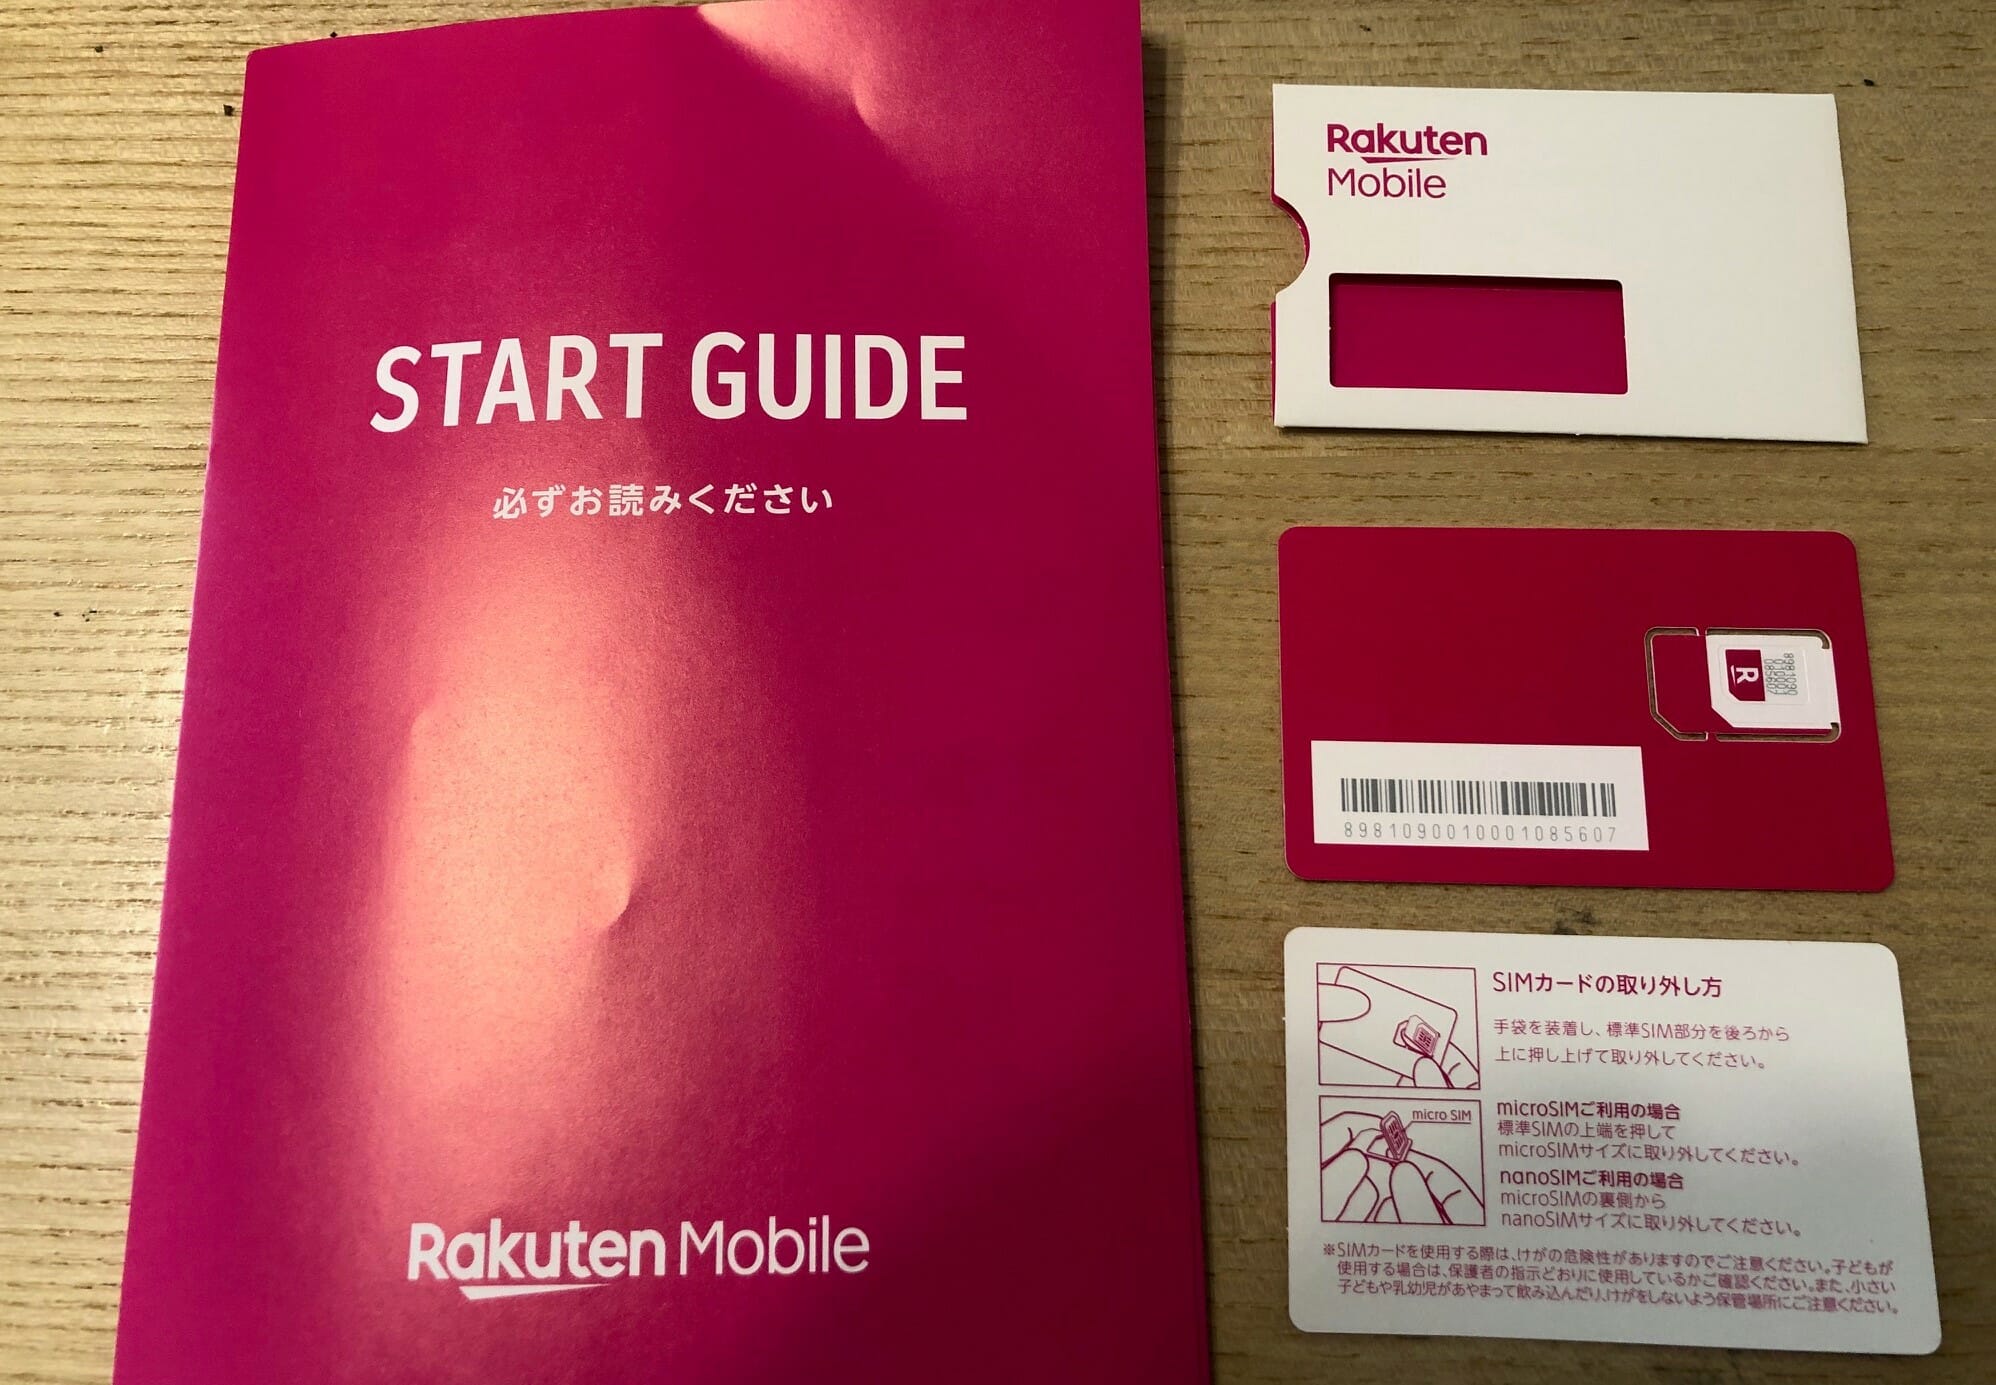 START GUIDE
必ずお読みください
Rakuten Mobile
Rakuten
Mobile
R
8981090
010001
085607
8981090010001085607
SIMカードの取り外し方
手袋を装着し、標準SIM部分を後ろから
上に押し上げて取り外してください。
micro SIM
microSIMご利用の場合
標準SIMの上端を押して
microSIMサイズに取り外してください。
nanoSIMご利用の場合
microSIMの裏側から
nanoSIMサイズに取り外してください。
※SIMカードを使用する際は、けがの危険性がありますのでご注意ください。子どもが
使用する場合は、保護者の指示どおりに使用しているかご確認ください。また、小さい
子どもや乳幼児があやまって飲み込んだり、けがをしないよう保管場所にご注意ください。